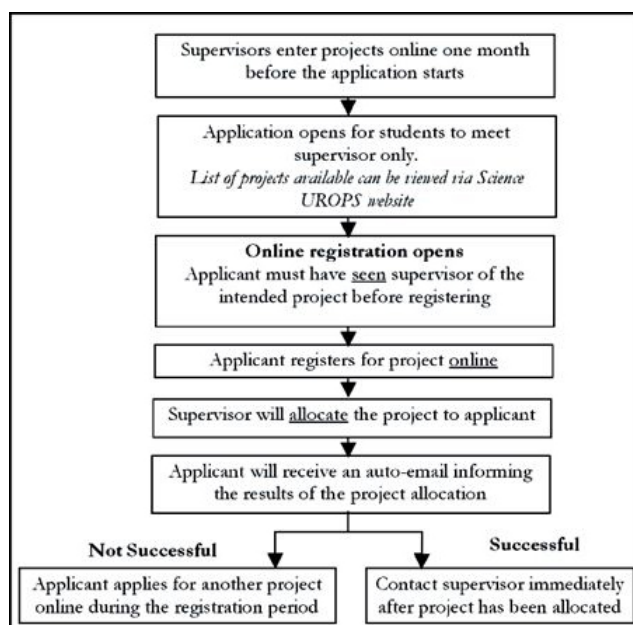 Supervisors enter projects online one month
before the application starts
Application opens for students to meet
supervisor only.
List of projects available can be viewed via Science
UROPS website
Online registration opens
Applicant must have seen supervisor of the
intended project before registering
Applicant registers for project online
Supervisor will allocate the project to applicant
Applicant will receive an auto-email informing
the results of the project allocation
Not Successful
Successful
Applicant applies for another project
online during the registration period
Contact supervisor immediately
after project has been allocated